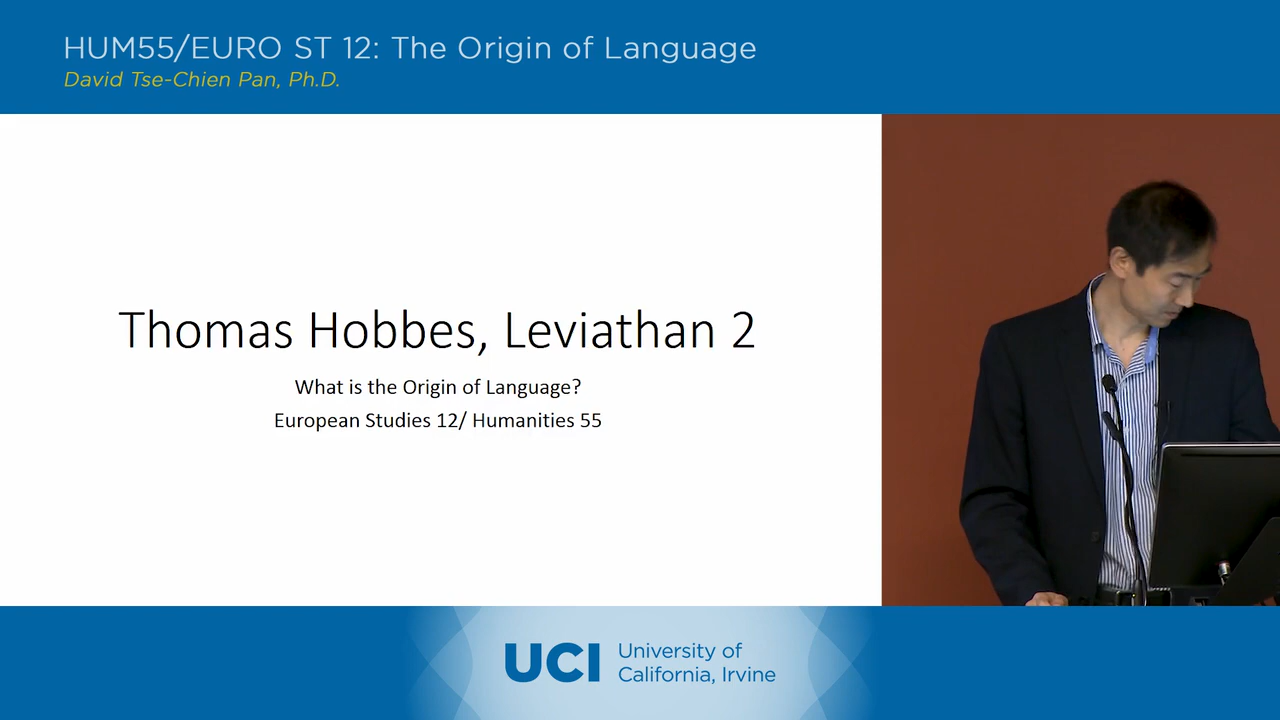 HUM55/EURO ST 12: The Origin of Language
David Tse-Chien Pan, Ph.D.
Thomas Hobbes, Leviathan 2
What is the Origin of Language?
European Studies 12/ Humanities 55
UCI University of
California, Irvine